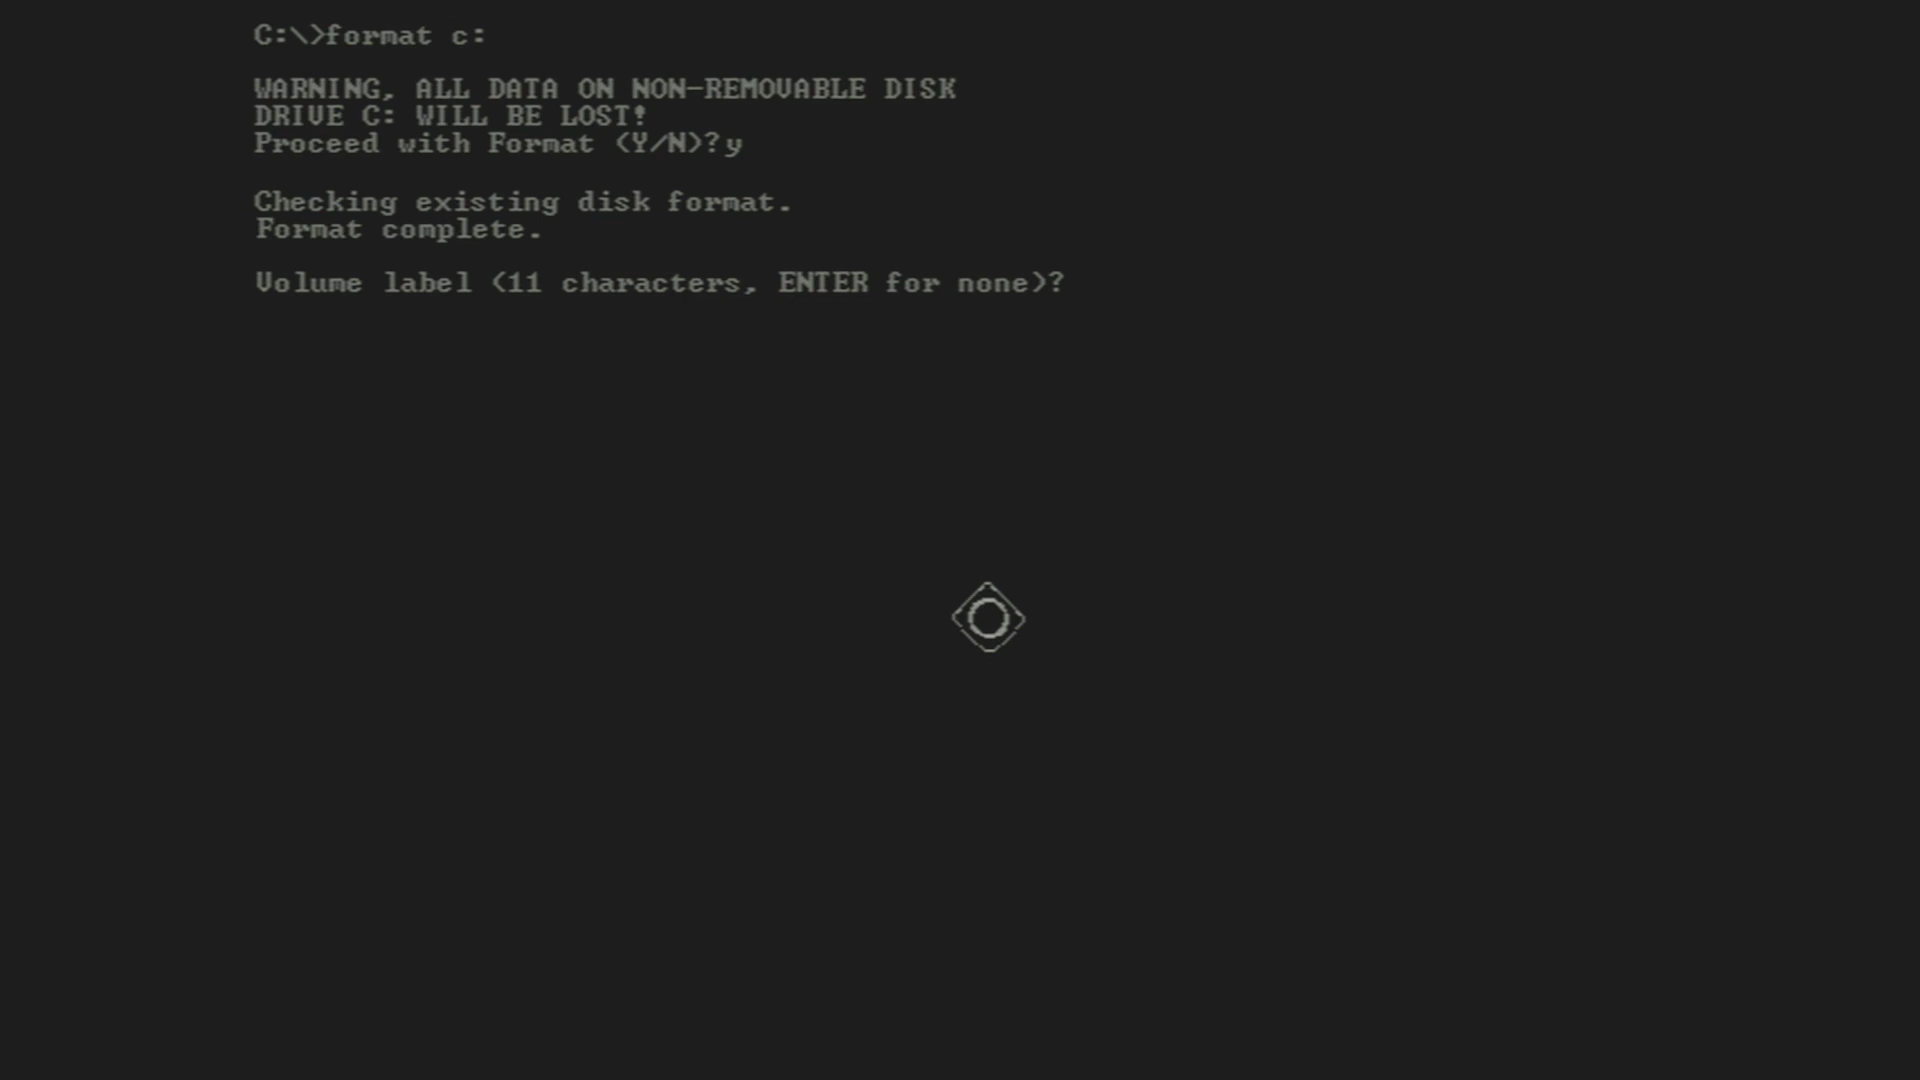 C:\>format c:
WARNING, ALL DATA ON NON-REMOVABLE DISK
DRIVE C: WILL BE LOST!
Proceed with Format (Y/N)?y
Checking existing disk format.
Format complete.
Volume label (11 characters, ENTER for none)?